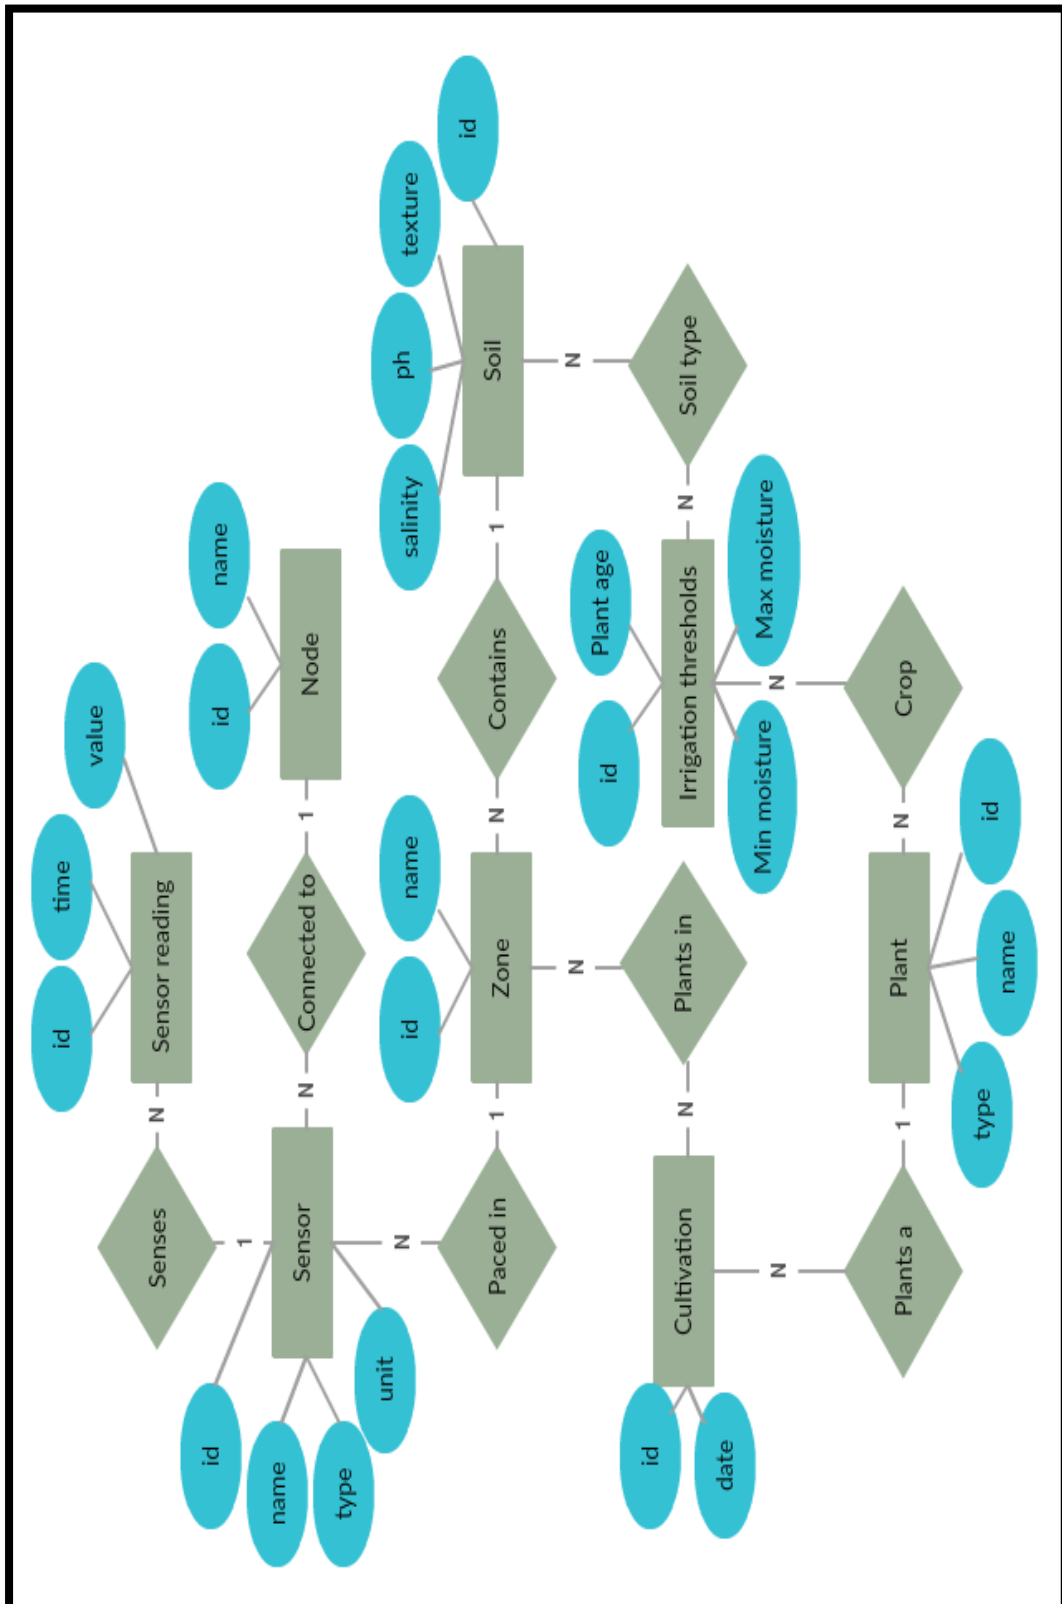 id
time
value
Senses
N
Sensor reading
id
id
name
1
name
Sensor
N
Connected to
1
Node
type
unit
N
id
name
salinity
ph
texture
id
Paced in
1
Zone
N
Contains
1
Soil
N
N
id
Plant age
id
Cultivation
N
Plants in
Irrigation thresholds
N
Soil type
date
Min moisture
Max moisture
N
N
Plants a
1
Plant
N
Crop
type
name
id